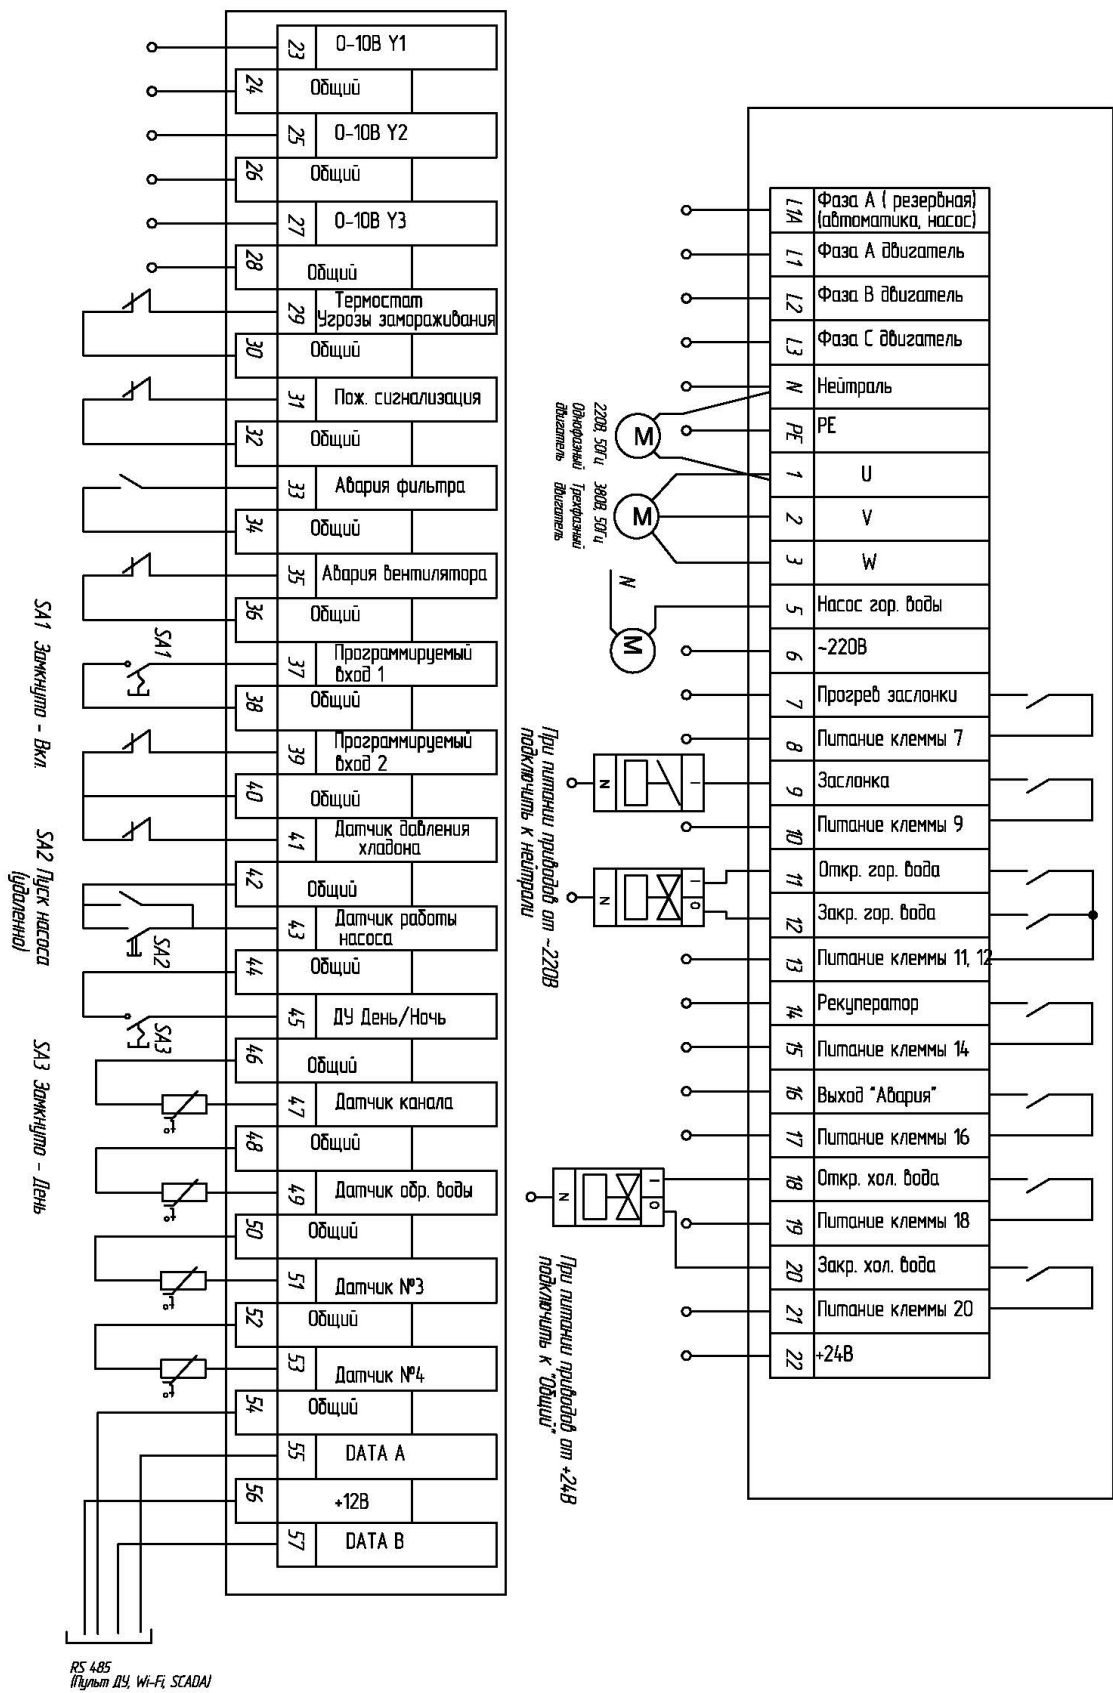 23 0-10В Y1
24 Общий
25 0-10В Y2
26 Общий
27 0-10В Y3
28 Общий
29 Термостат
Угрозы замораживания
30 Общий
31 Пож. сигнализация
32 Общий
33 Авария фильтра
34 Общий
35 Авария вентилятора
36 Общий
37 Программируемый
вход 1
38 Общий
39 Программируемый
вход 2
40 Общий
41 Датчик давления
хладона
42 Общий
43 Датчик работы
насоса
44 Общий
45 ДУ День/Ночь
46 Общий
47 Датчик канала
48 Общий
49 Датчик обр. воды
50 Общий
51 Датчик №3
52 Общий
53 Датчик №4
54 Общий
55 DATA A
56 +12В
57 DATA B
SA1
SA2
SA3
t°
t°
t°
t°
SA1 Замкнуто - Вкл.
SA2 Пуск насоса
(удаленно)
SA3 Замкнуто - День
RS 485
(Пульт ДУ, Wi-Fi, SCADA)
L1A Фаза А ( резервная)
(автоматика, насос)
L1 Фаза А двигатель
L2 Фаза В двигатель
L3 Фаза С двигатель
N Нейтраль
PE PE
1 U
2 V
3 W
5 Насос гор. воды
6 ~220В
7 Прогрев заслонки
8 Питание клеммы 7
9 Заслонка
10 Питание клеммы 9
11 Откр. гор. вода
12 Закр. гор. вода
13 Питание клеммы 11, 12
14 Рекуператор
15 Питание клеммы 14
16 Выход "Авария"
17 Питание клеммы 16
18 Откр. хол. вода
19 Питание клеммы 18
20 Закр. хол. вода
21 Питание клеммы 20
22 +24В
220В, 50Гц
Однофазный
двигатель
M
380В, 50Гц
Трехфазный
двигатель
M
N
M
N I
N I O
N I O
При питании приводов от ~220В
подключить к нейтрали
При питании приводов от +24В
подключить к "Общий"